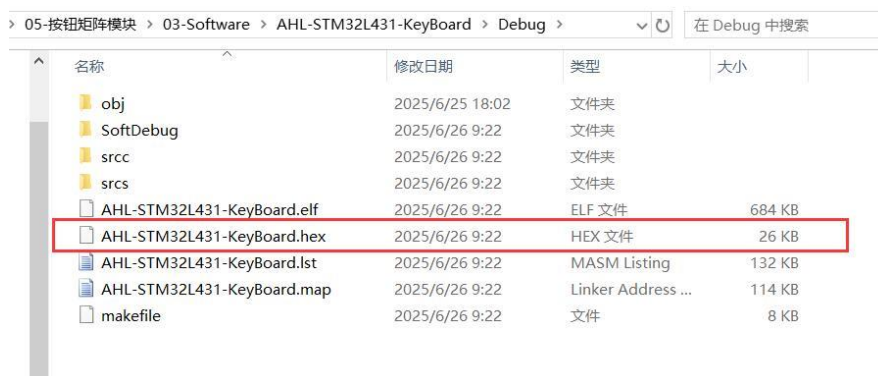 05-按钮矩阵模块 > 03-Software > AHL-STM32L431-KeyBoard > Debug > 在 Debug 中搜索
名称 修改日期 类型 大小
obj 2025/6/25 18:02 文件夹
SoftDebug 2025/6/26 9:22 文件夹
srcc 2025/6/26 9:22 文件夹
srcs 2025/6/26 9:22 文件夹
AHL-STM32L431-KeyBoard.elf 2025/6/26 9:22 ELF 文件 684 KB
AHL-STM32L431-KeyBoard.hex 2025/6/26 9:22 HEX 文件 26 KB
AHL-STM32L431-KeyBoard.lst 2025/6/26 9:22 MASM Listing 132 KB
AHL-STM32L431-KeyBoard.map 2025/6/26 9:22 Linker Address ... 114 KB
makefile 2025/6/26 9:22 文件 8 KB